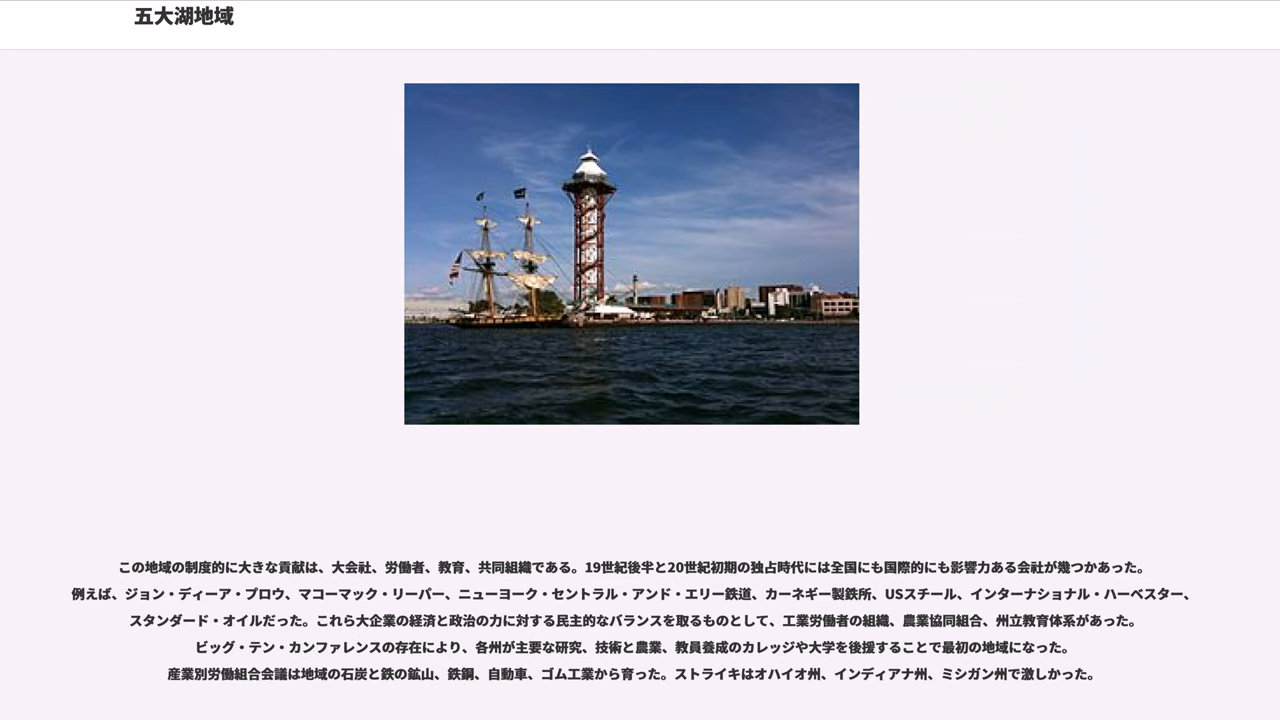 五大湖地域
この地域の制度的に大きな貢献は、大会社、労働者、教育、共同組織である。19世紀後半と20世紀初期の独占時代には全国にも国際的にも影響力ある会社が幾つかあった。
例えば、ジョン・ディーア・プロウ、マコーマック・リーパー、ニューヨーク・セントラル・アンド・エリー鉄道、カーネギー製鉄所、USスチール、インターナショナル・ハーベスター、
スタンダード・オイルだった。これら大企業の経済と政治の力に対する民主的なバランスを取るものとして、工業労働者の組織、農業協同組合、州立教育体系があった。
ビッグ・テン・カンファレンスの存在により、各州が主要な研究、技術と農業、教員養成のカレッジや大学を後援することで最初の地域になった。
産業別労働組合会議は地域の石炭と鉄の鉱山、鉄鋼、自動車、ゴム工業から育った。ストライキはオハイオ州、インディアナ州、ミシガン州で激しかった。